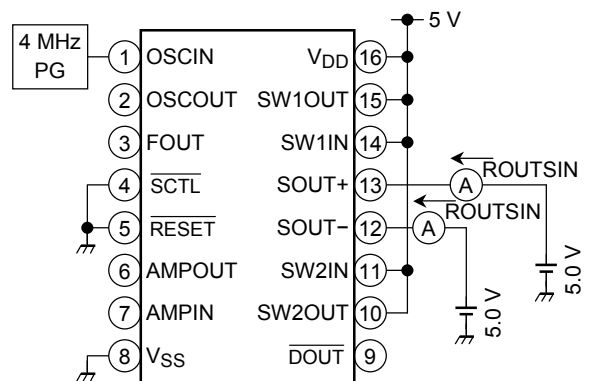 5 V
4 MHz
PG
1 OSCIN
VDD 16
2 OSCOUT
SW1OUT 15
3 FOUT
SW1IN 14
4 SCTL
SOUT+ 13
A
ROUTSIN
5 RESET
SOUT− 12
A
ROUTSIN
6 AMPOUT
SW2IN 11
5.0 V
7 AMPIN
SW2OUT 10
5.0 V
8 VSS
DOUT 9